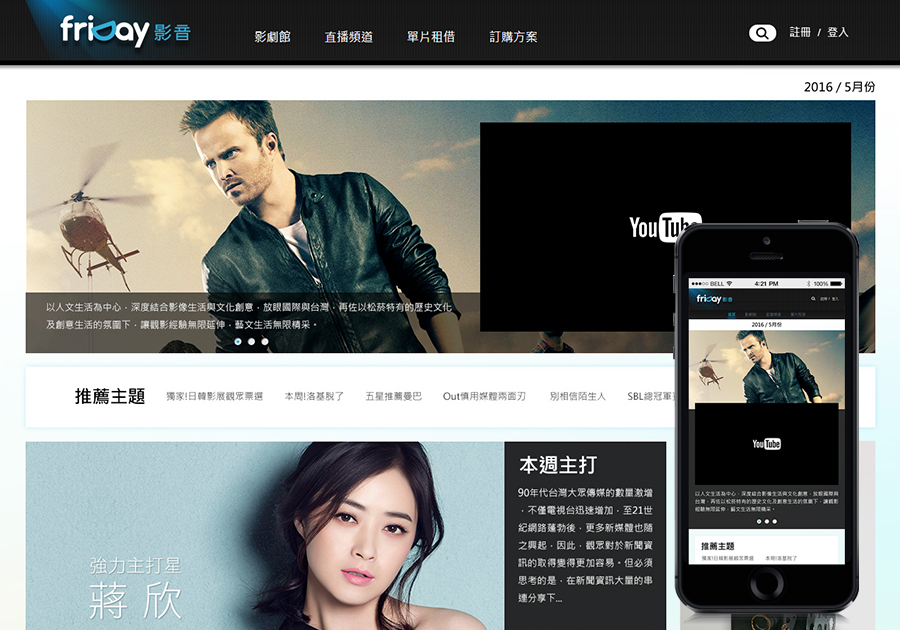 friDay影音
影劇館 直播頻道 單片租借 訂購方案
註冊 / 登入
2016 / 5月份
YouTube
以人文生活為中心，深度結合影像生活與文化創意，放眼國際與台灣，再佐以松菸特有的歷史文化
及創意生活的氛圍下，讓觀影經驗無限延伸，藝文生活無限精采。
推薦主題 獨家!日韓影展觀眾票選 本周!洛基脫了 五星推薦曼巴 Out慎用媒體兩面刃 別相信陌生人 SBL總冠軍
強力主打星
蔣 欣
本週主打
90年代台灣大眾傳媒的數量激增
，不僅電視台迅速增加，至21世
紀網路蓬勃後，更多新媒體也隨
之興起，因此，觀眾對於新聞資
訊的取得變得更加容易。但必須
思考的是，在新聞資訊大量的串
連分享下...
BELL 4:21 PM 100%
friDay影音
註冊 / 登入
2016 / 5月份
YouTube
以人文生活為中心，深度結合影像生活與文化創意，放眼國際與
台灣，再佐以松菸特有的歷史文化及創意生活的氛圍下，讓觀影
經驗無限延伸，藝文生活無限精采。
推薦主題
獨家!日韓影展觀眾票選 本周!洛基脫了